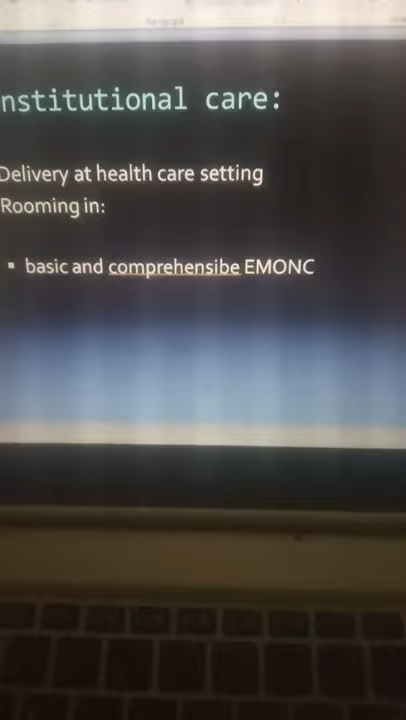 nstitutional care:
Delivery at health care setting
Rooming in:
▪ basic and comprehensibe EMONC